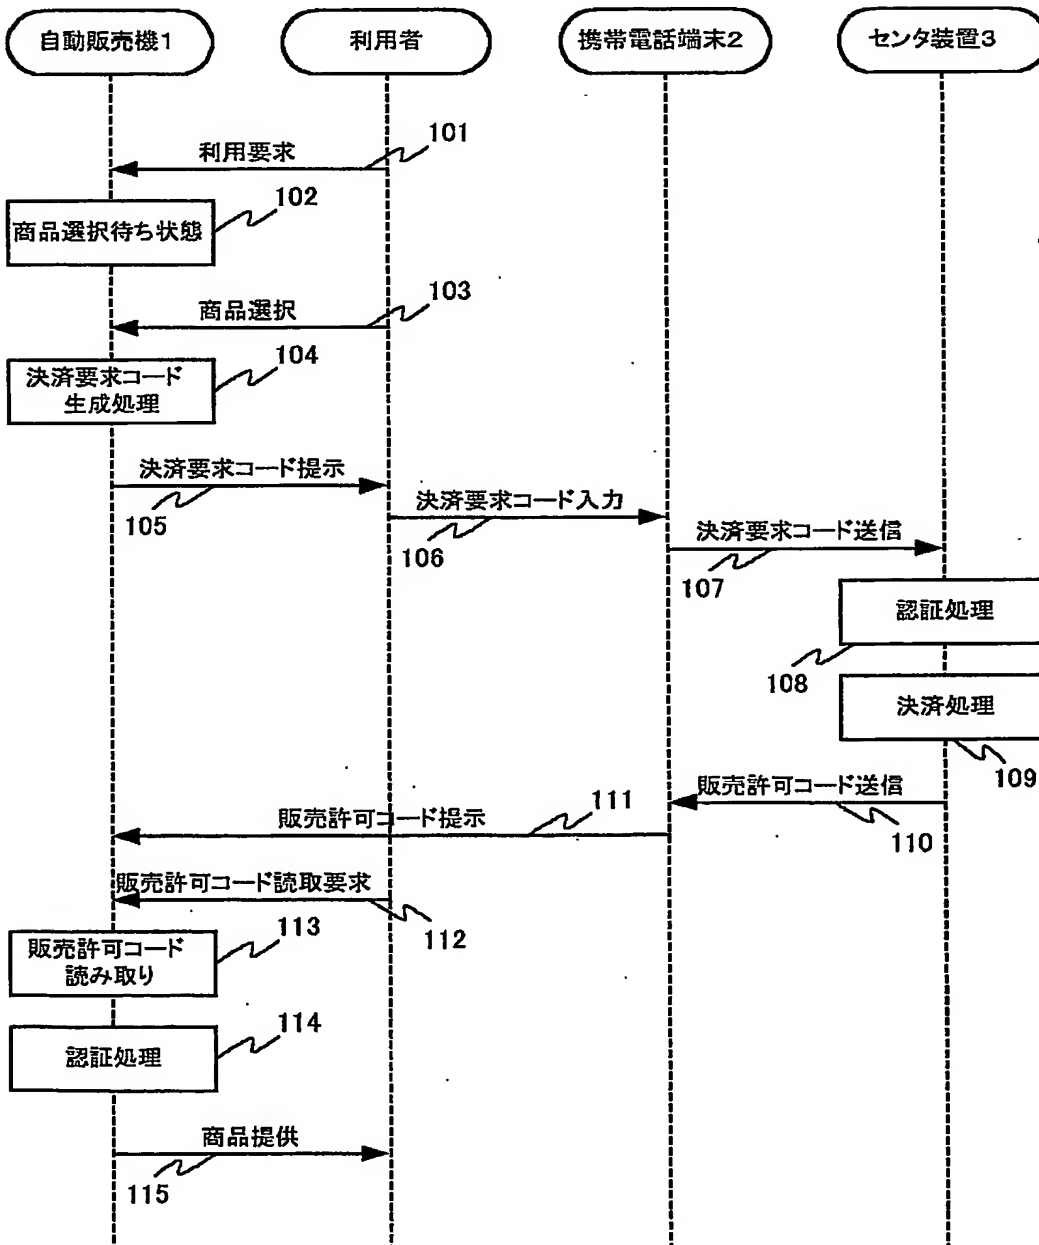 自動販売機1
利用者
携帯電話端末2
センタ装置3
101
利用要求
102
商品選択待ち状態
103
商品選択
104
決済要求コード
生成処理
決済要求コード提示
105
決済要求コード入力
106
決済要求コード送信
107
認証処理
108
決済処理
109
販売許可コード送信
110
111
販売許可コード提示
販売許可コード読取要求
112
113
販売許可コード
読み取り
114
認証処理
商品提供
115